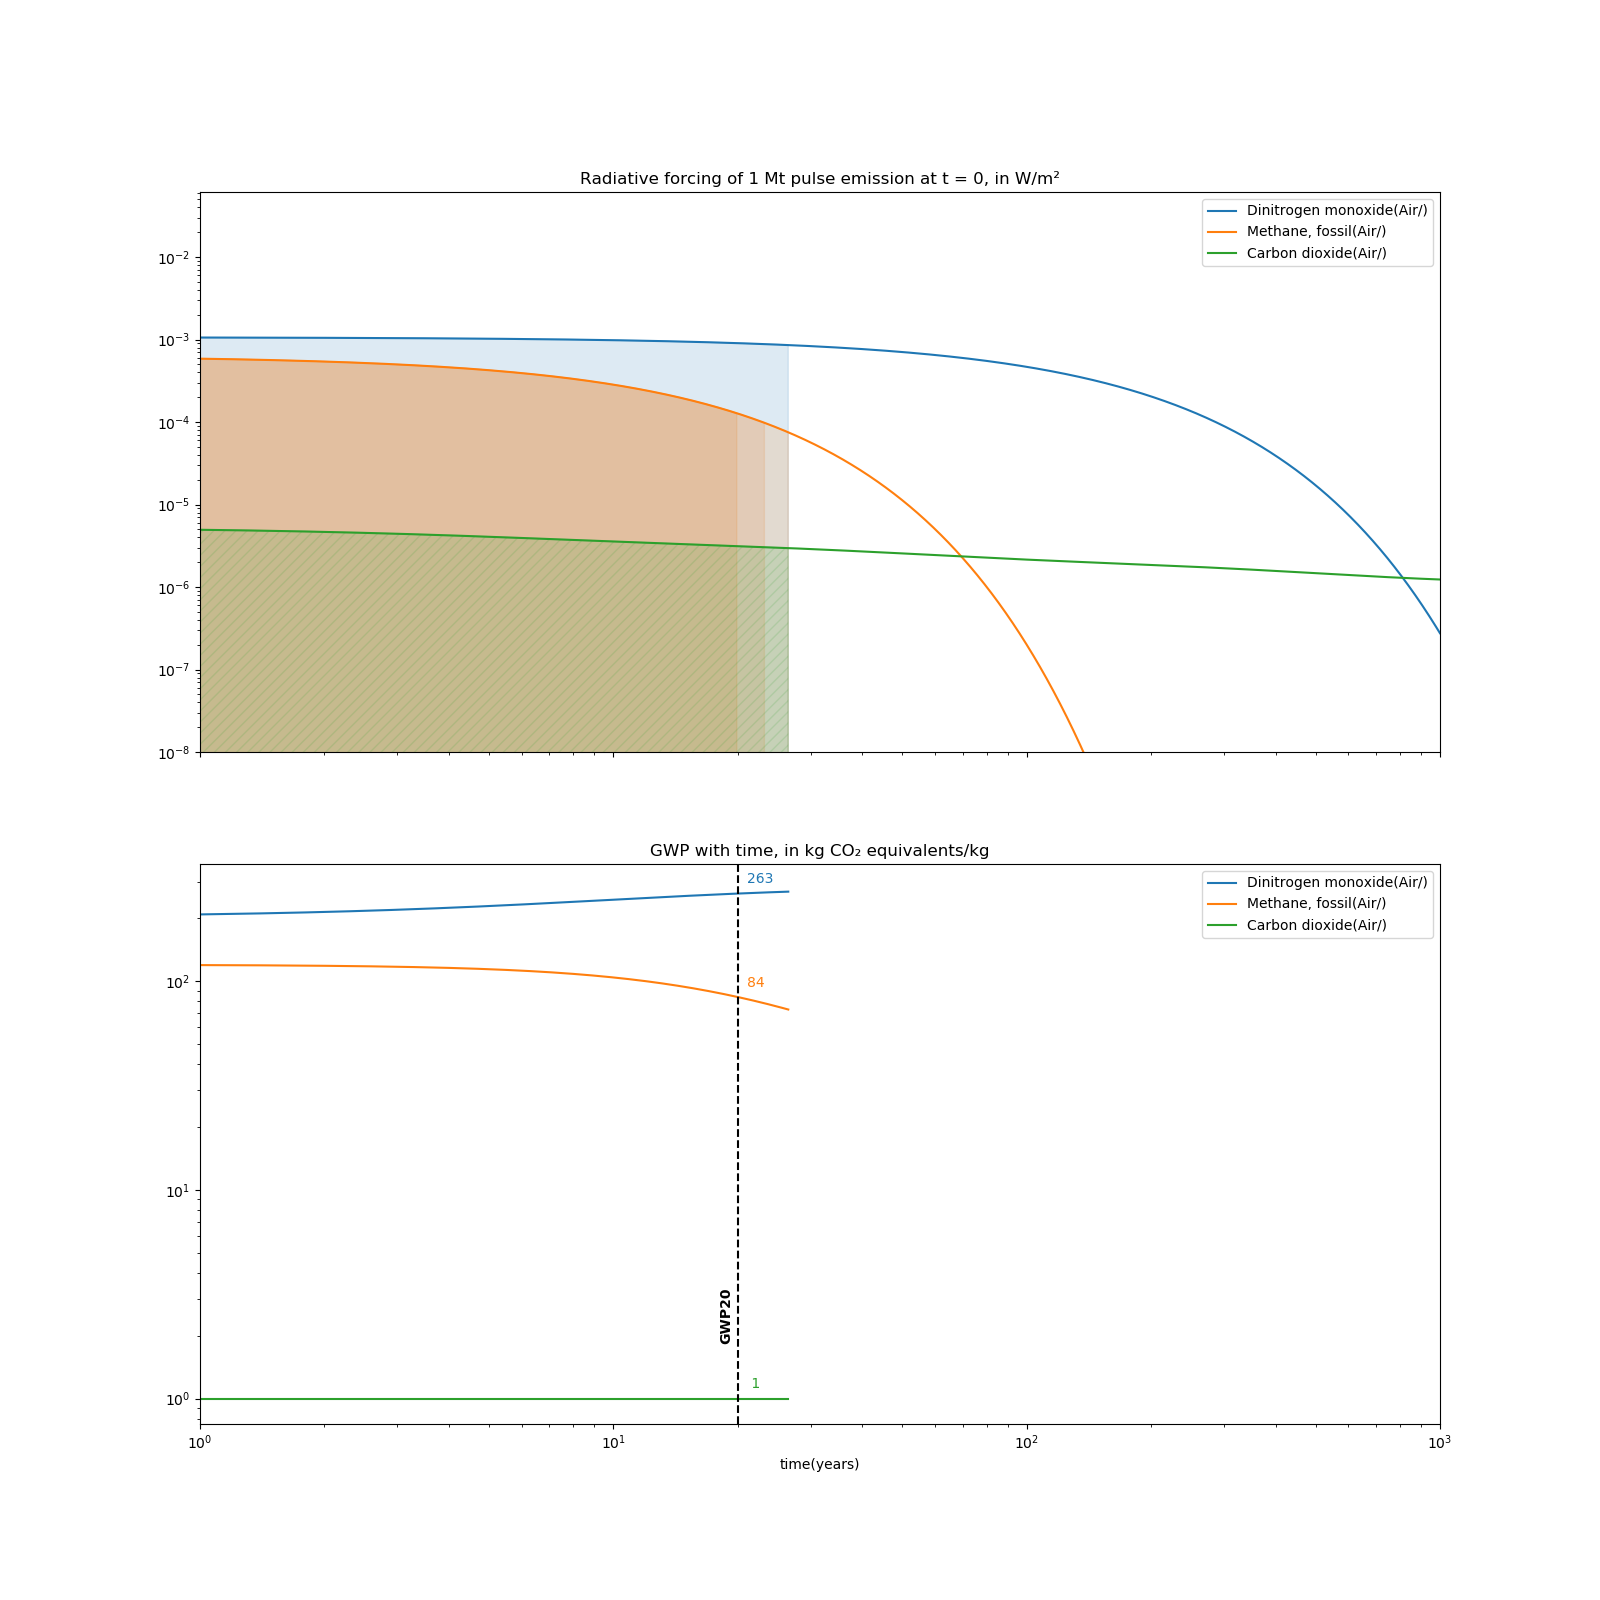 Radiative forcing of 1 Mt pulse emission at t = 0, in W/m²
Dinitrogen monoxide(Air/)
Methane, fossil(Air/)
Carbon dioxide(Air/)
10⁻²
10⁻³
10⁻⁴
10⁻⁵
10⁻⁶
10⁻⁷
10⁻⁸
GWP with time, in kg CO₂ equivalents/kg
263
Dinitrogen monoxide(Air/)
Methane, fossil(Air/)
Carbon dioxide(Air/)
10²
84
10¹
GWP20
1
10⁰
10⁰ 10¹ 10² 10³
time(years)